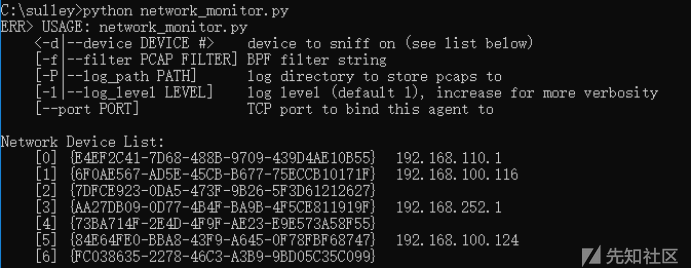 C:\sulley>python network_monitor.py
ERR> USAGE: network_monitor.py
<-d|--device DEVICE #> device to sniff on (see list below)
[-f|--filter PCAP FILTER] BPF filter string
[-P|--log_path PATH] log directory to store pcaps to
[-l|--log_level LEVEL] log level (default 1), increase for more verbosity
[--port PORT] TCP port to bind this agent to
Network Device List:
[0] {E4EF2C41-7D68-488B-9709-439D4AE10B55} 192.168.110.1
[1] {6F0AE567-AD5E-45CB-B677-75ECCB10171F} 192.168.100.116
[2] {7DFCE923-0DA5-473F-9B26-5F3D61212627}
[3] {AA27DB09-0D77-4B4F-BA9B-4F5CE811919F} 192.168.252.1
[4] {73BA714F-2E4D-4F9F-AE23-E9E573A58F55}
[5] {84E64FE0-BBA8-43F9-A645-0F78FBF68747} 192.168.100.124
[6] {FC038635-2278-46C3-A3B9-9BD05C35C099}
先知社区